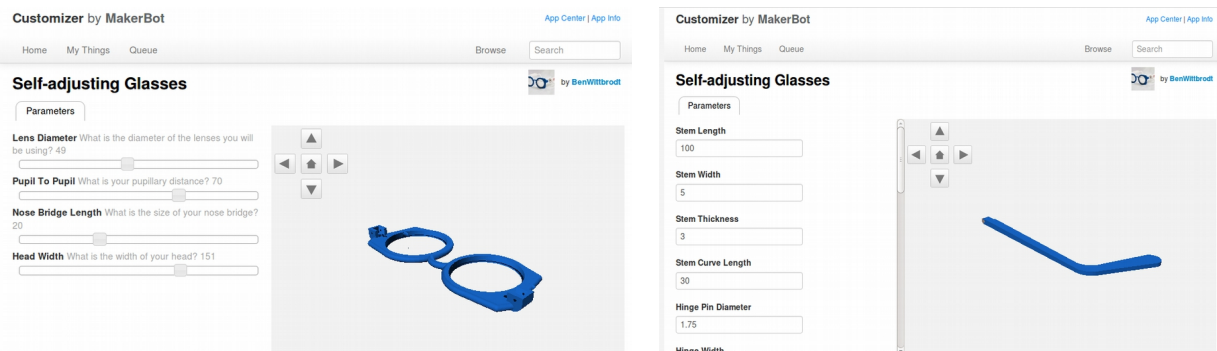 Customizer by MakerBot
App Center | App Info
Home My Things Queue Browse Search
Self-adjusting Glasses
by BenWittbrodt
Parameters
Lens Diameter What is the diameter of the lenses you will
be using? 49
Pupil To Pupil What is your pupillary distance? 70
Nose Bridge Length What is the size of your nose bridge?
20
Head Width What is the width of your head? 151
Customizer by MakerBot
App Center | App Info
Home My Things Queue Browse Search
Self-adjusting Glasses
by BenWittbrodt
Parameters
Stem Length
100
Stem Width
5
Stem Thickness
3
Stem Curve Length
30
Hinge Pin Diameter
1.75
Hinge Width